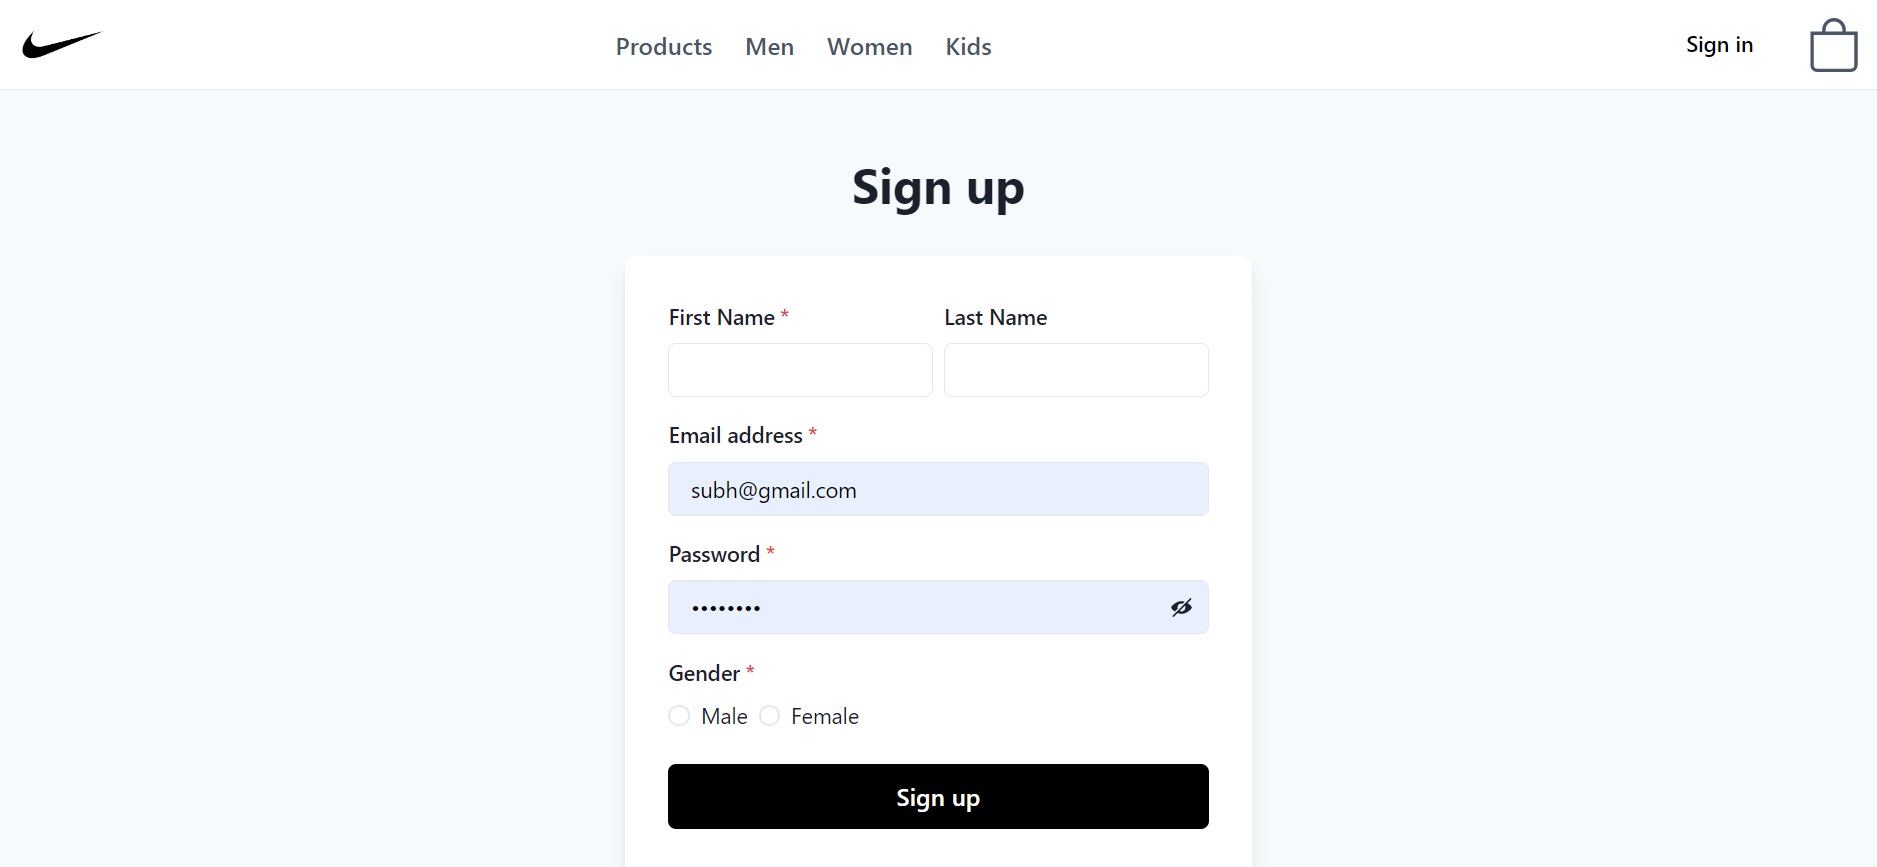 Products Men Women Kids Sign in
Sign up
First Name * Last Name
Email address *
subh@gmail.com
Password *
••••••••
Gender *
Male Female
Sign up